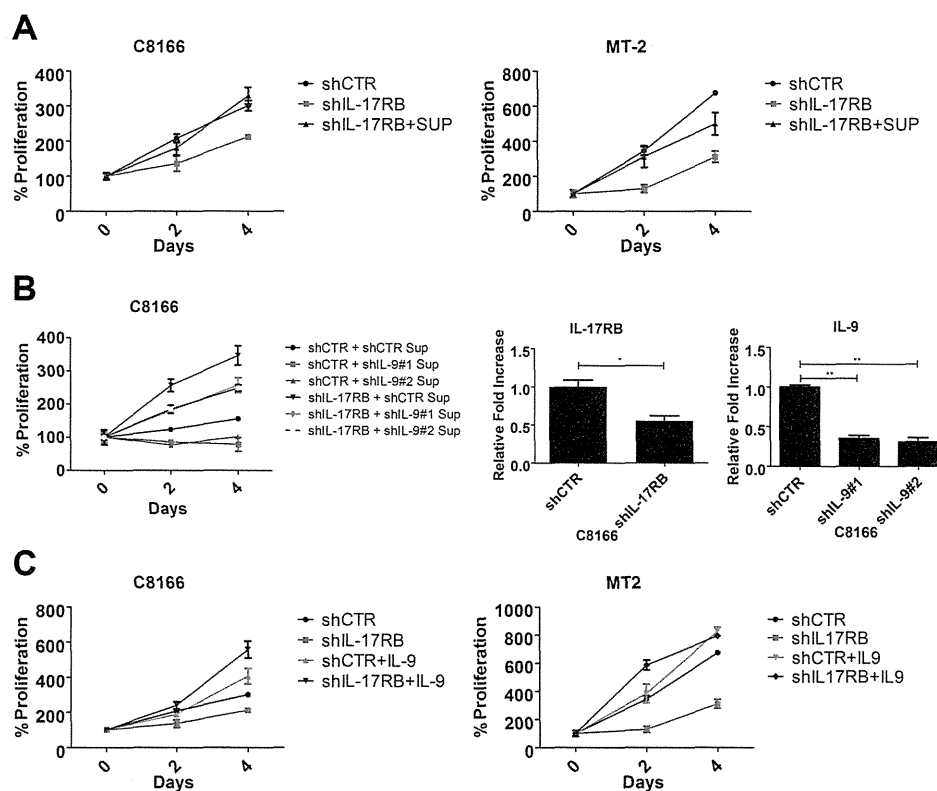 A
C8166
% Proliferation
400
300
200
100
0
0
2
4
Days
shCTR
shIL-17RB
shIL-17RB+SUP
MT-2
% Proliferation
800
600
400
200
0
0
2
4
Days
shCTR
shIL-17RB
shIL-17RB+SUP
B
C8166
% Proliferation
400
300
200
100
0
0
2
4
Days
shCTR + shCTR Sup
shCTR + shIL-9#1 Sup
shCTR + shIL-9#2 Sup
shIL-17RB + shCTR Sup
shIL-17RB + shIL-9#1 Sup
shIL-17RB + shIL-9#2 Sup
IL-17RB
Relative Fold Increase
1.5
1.0
0.5
0.0
*
shCTR
shIL-17RB
C8166
IL-9
Relative Fold Increase
1.5
1.0
0.5
0.0
**
**
shCTR
shIL-9#1
shIL-9#2
C8166
C
C8166
% Proliferation
800
600
400
200
0
0
2
4
Days
shCTR
shIL-17RB
shCTR+IL-9
shIL-17RB+IL-9
MT2
% Proliferation
1000
800
600
400
200
0
0
2
4
Days
shCTR
shIL17RB
shCTR+IL9
shIL17RB+IL9